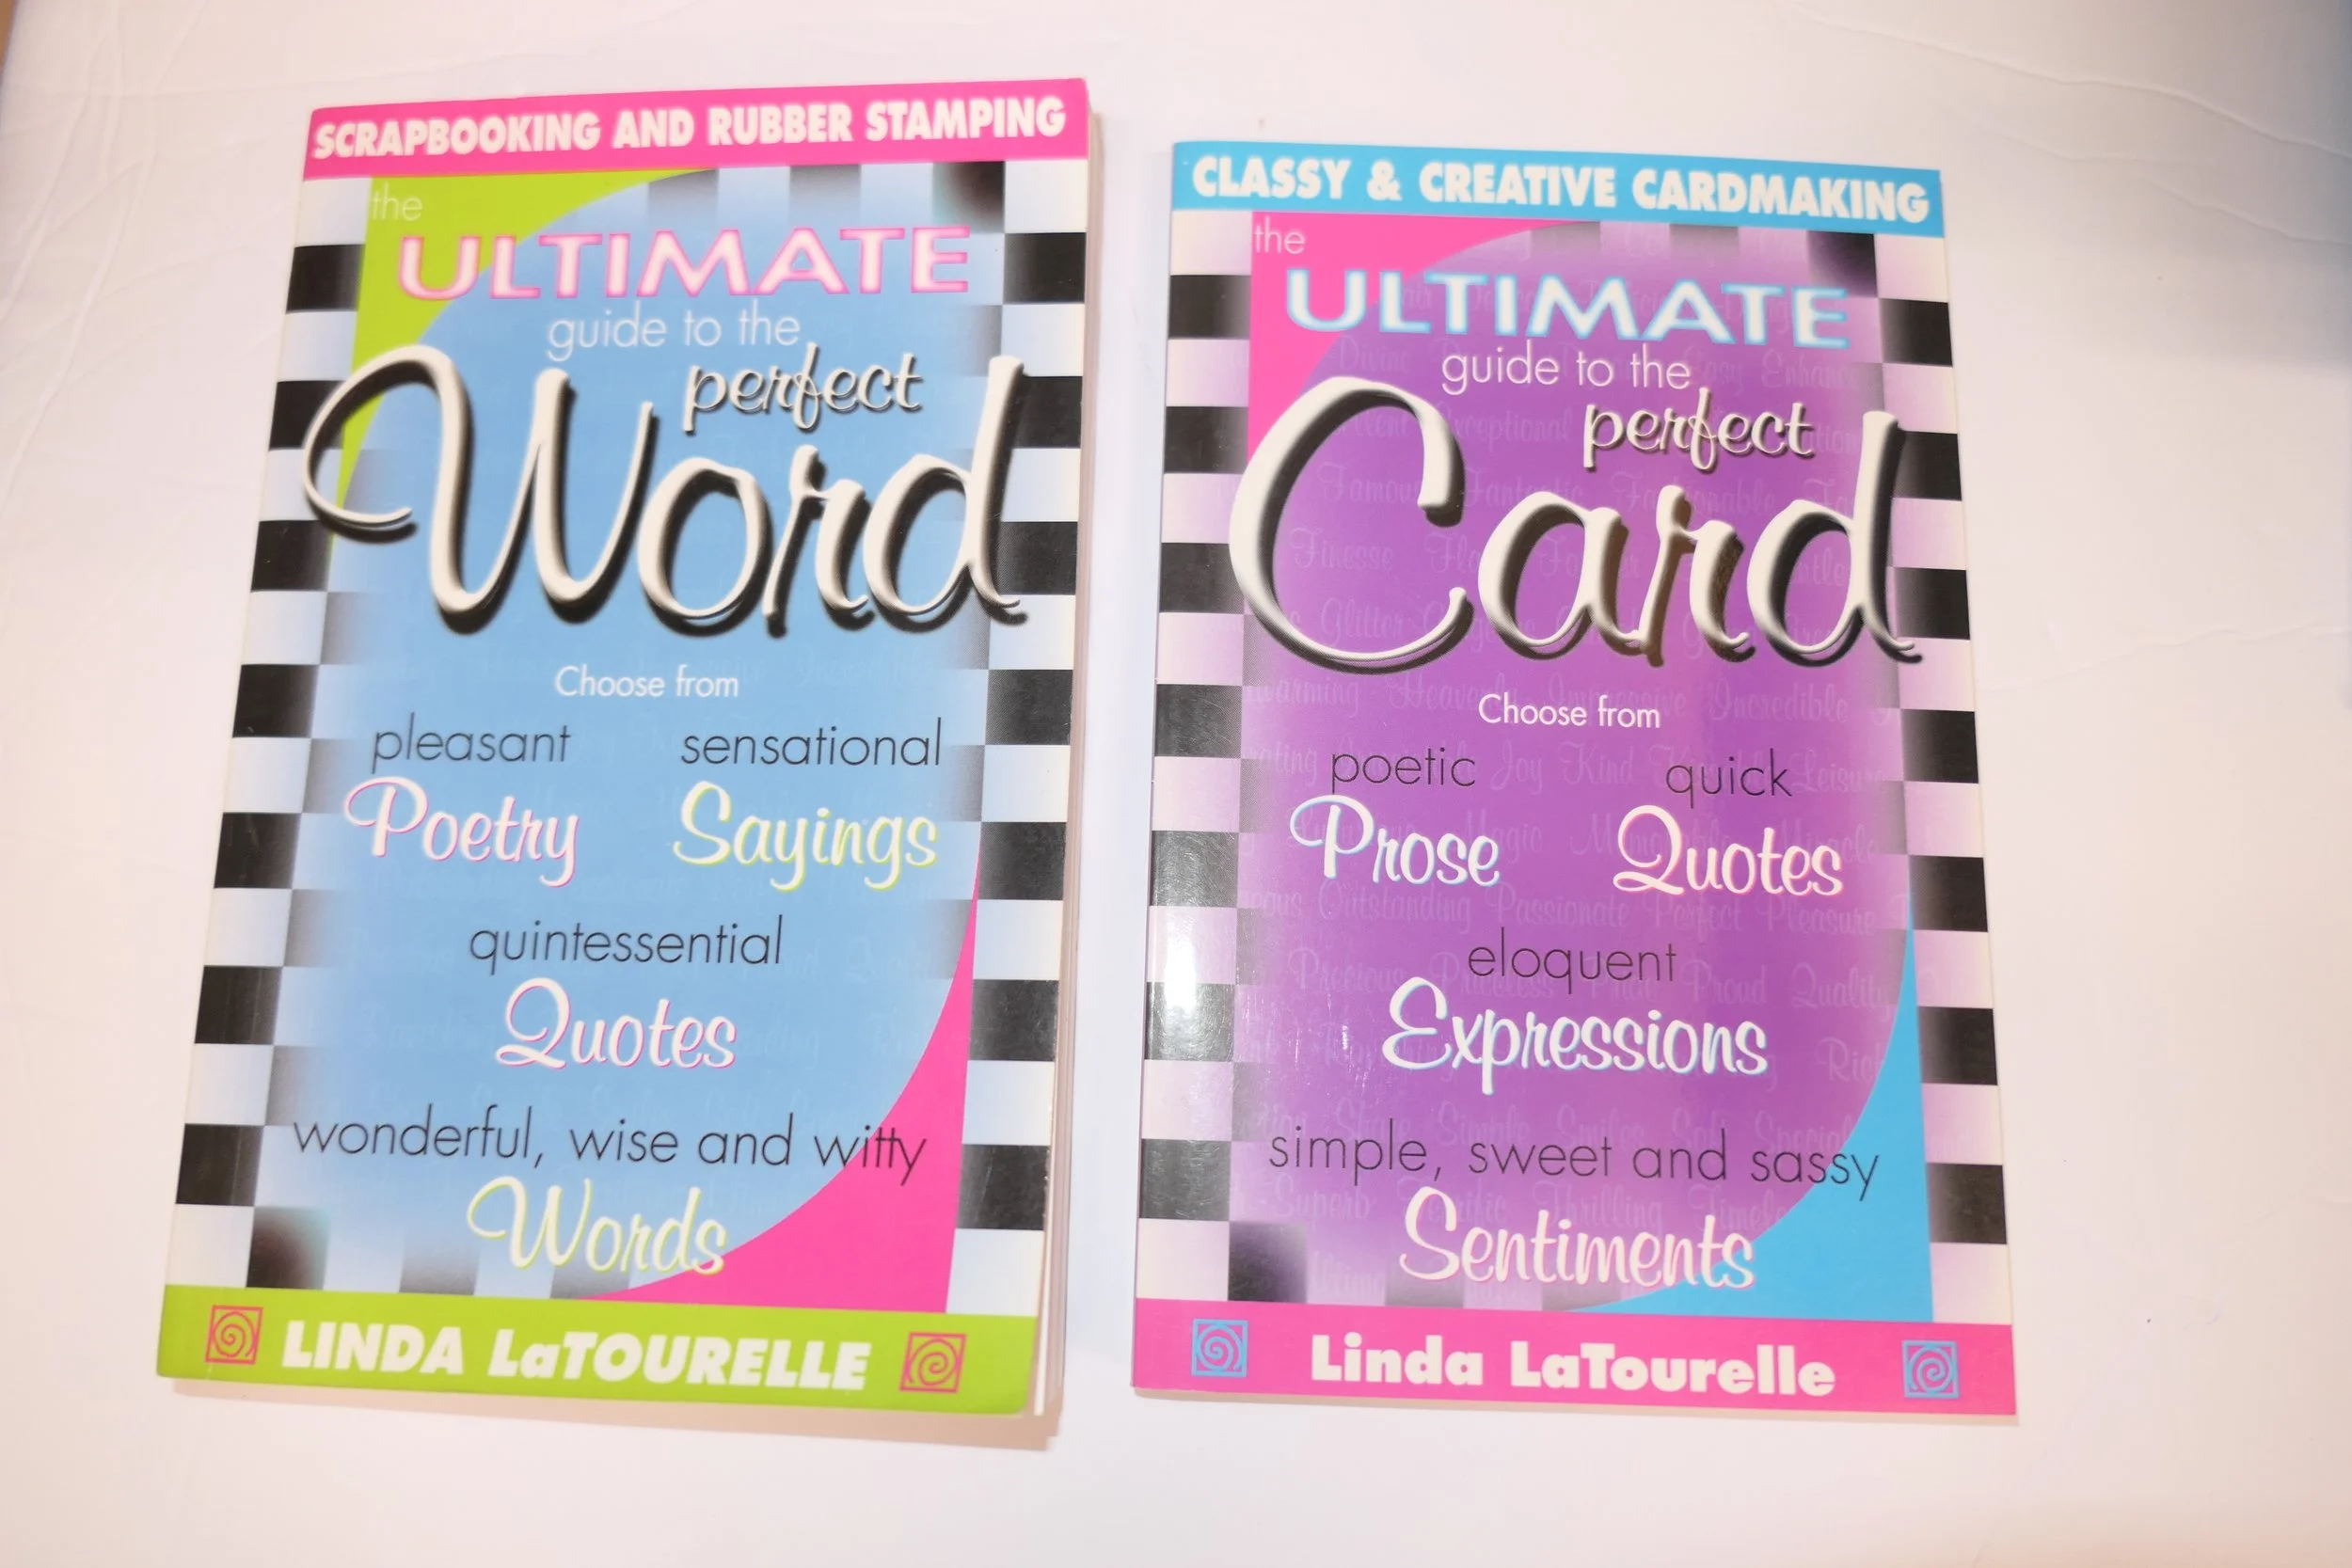 SCRAPBOOKING AND RUBBER STAMPING
the
ULTIMATE
guide to the
perfect
Word
Choose from
pleasant sensational
Poetry Sayings
quintessential
Quotes
wonderful, wise and witty
Words
LINDA LaTOURELLE
CLASSY & CREATIVE CARDMAKING
the
ULTIMATE
guide to the
perfect
Card
Choose from
poetic quick
Prose Quotes
eloquent
Expressions
simple, sweet and sassy
Sentiments
Linda LaTourelle